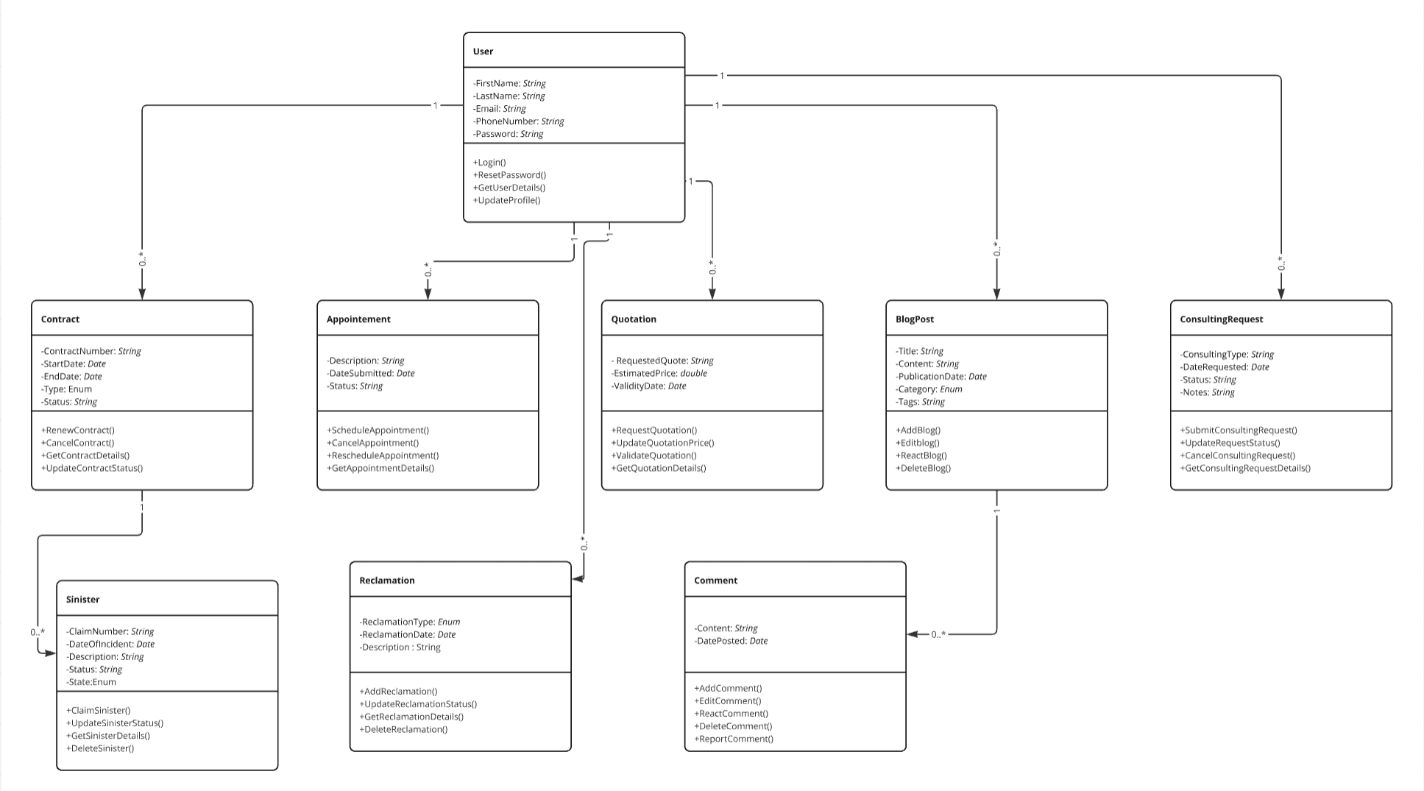 User
-FirstName: String
-LastName: String
-Email: String
-PhoneNumber: String
-Password: String
+Login()
+ResetPassword()
+GetUserDetails()
+UpdateProfile()
1
1
1
1
1
1
0..*
0..*
0..*
0..*
0..*
Contract
-ContractNumber: String
-StartDate: Date
-EndDate: Date
-Type: Enum
-Status: String
+RenewContract()
+CancelContract()
+GetContractDetails()
+UpdateContractStatus()
Appointement
-Description: String
-DateSubmitted: Date
-Status: String
+ScheduleAppointment()
+CancelAppointment()
+RescheduleAppointment()
+GetAppointmentDetails()
Quotation
- RequestedQuote: String
-EstimatedPrice: double
-ValidityDate: Date
+RequestQuotation()
+UpdateQuotationPrice()
+ValidateQuotation()
+GetQuotationDetails()
BlogPost
-Title: String
-Content: String
-PublicationDate: Date
-Category: Enum
-Tags: String
+AddBlog()
+Editblog()
+ReactBlog()
+DeleteBlog()
ConsultingRequest
-ConsultingType: String
-DateRequested: Date
-Status: String
-Notes: String
+SubmitConsultingRequest()
+UpdateRequestStatus()
+CancelConsultingRequest()
+GetConsultingRequestDetails()
1
1
0..*
0..*
0..*
Sinister
-ClaimNumber: String
-DateOfIncident: Date
-Description: String
-Status: String
-State:Enum
+ClaimSinister()
+UpdateSinisterStatus()
+GetSinisterDetails()
+DeleteSinister()
Reclamation
-ReclamationType: Enum
-ReclamationDate: Date
-Description : String
+AddReclamation()
+UpdateReclamationStatus()
+GetReclamationDetails()
+DeleteReclamation()
Comment
-Content: String
-DatePosted: Date
+AddComment()
+EditComment()
+ReactComment()
+DeleteComment()
+ReportComment()